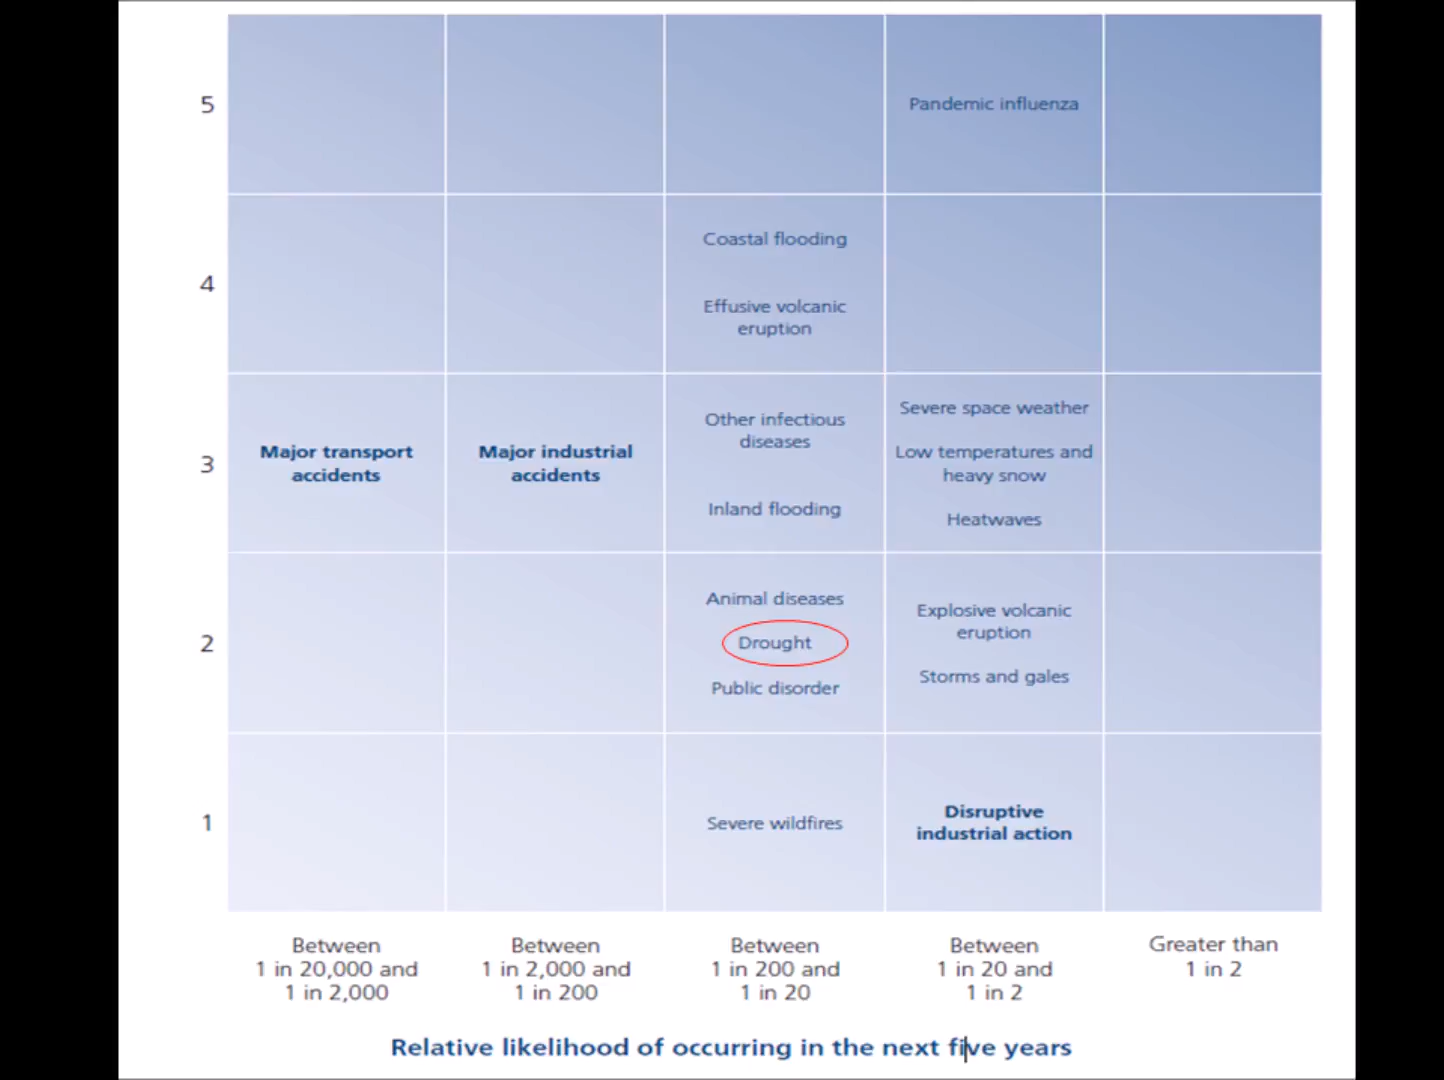 5
Pandemic influenza
4
Coastal flooding
Effusive volcanic
eruption
3
Major transport
accidents
Major industrial
accidents
Other infectious
diseases
Inland flooding
Severe space weather
Low temperatures and
heavy snow
Heatwaves
2
Animal diseases
Drought
Public disorder
Explosive volcanic
eruption
Storms and gales
1
Severe wildfires
Disruptive
industrial action
Between
1 in 20,000 and
1 in 2,000
Between
1 in 2,000 and
1 in 200
Between
1 in 200 and
1 in 20
Between
1 in 20 and
1 in 2
Greater than
1 in 2
Relative likelihood of occurring in the next five years